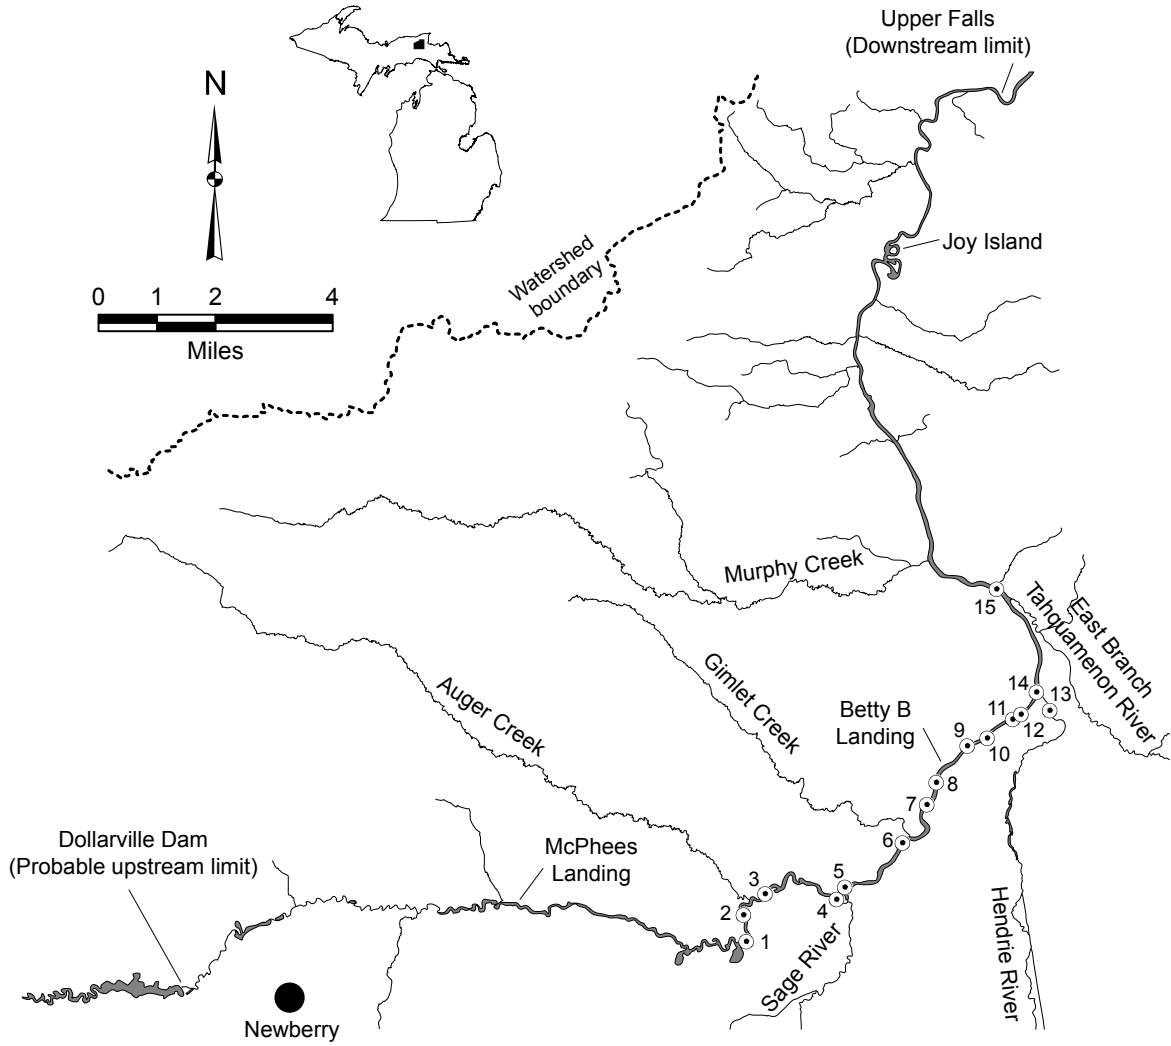 Upper Falls
(Downstream limit)
N
Joy Island
Watershed
boundary
0 1 2 4
Miles
Murphy Creek
15
East Branch
Tahquamenon River
Gimlet Creek
Auger Creek
14
13
Betty B
Landing
11
12
9
10
8
7
Dollarville Dam
(Probable upstream limit)
McPhees
Landing
6
5
3
4
2
1
Sage River
Hendrie River
Newberry